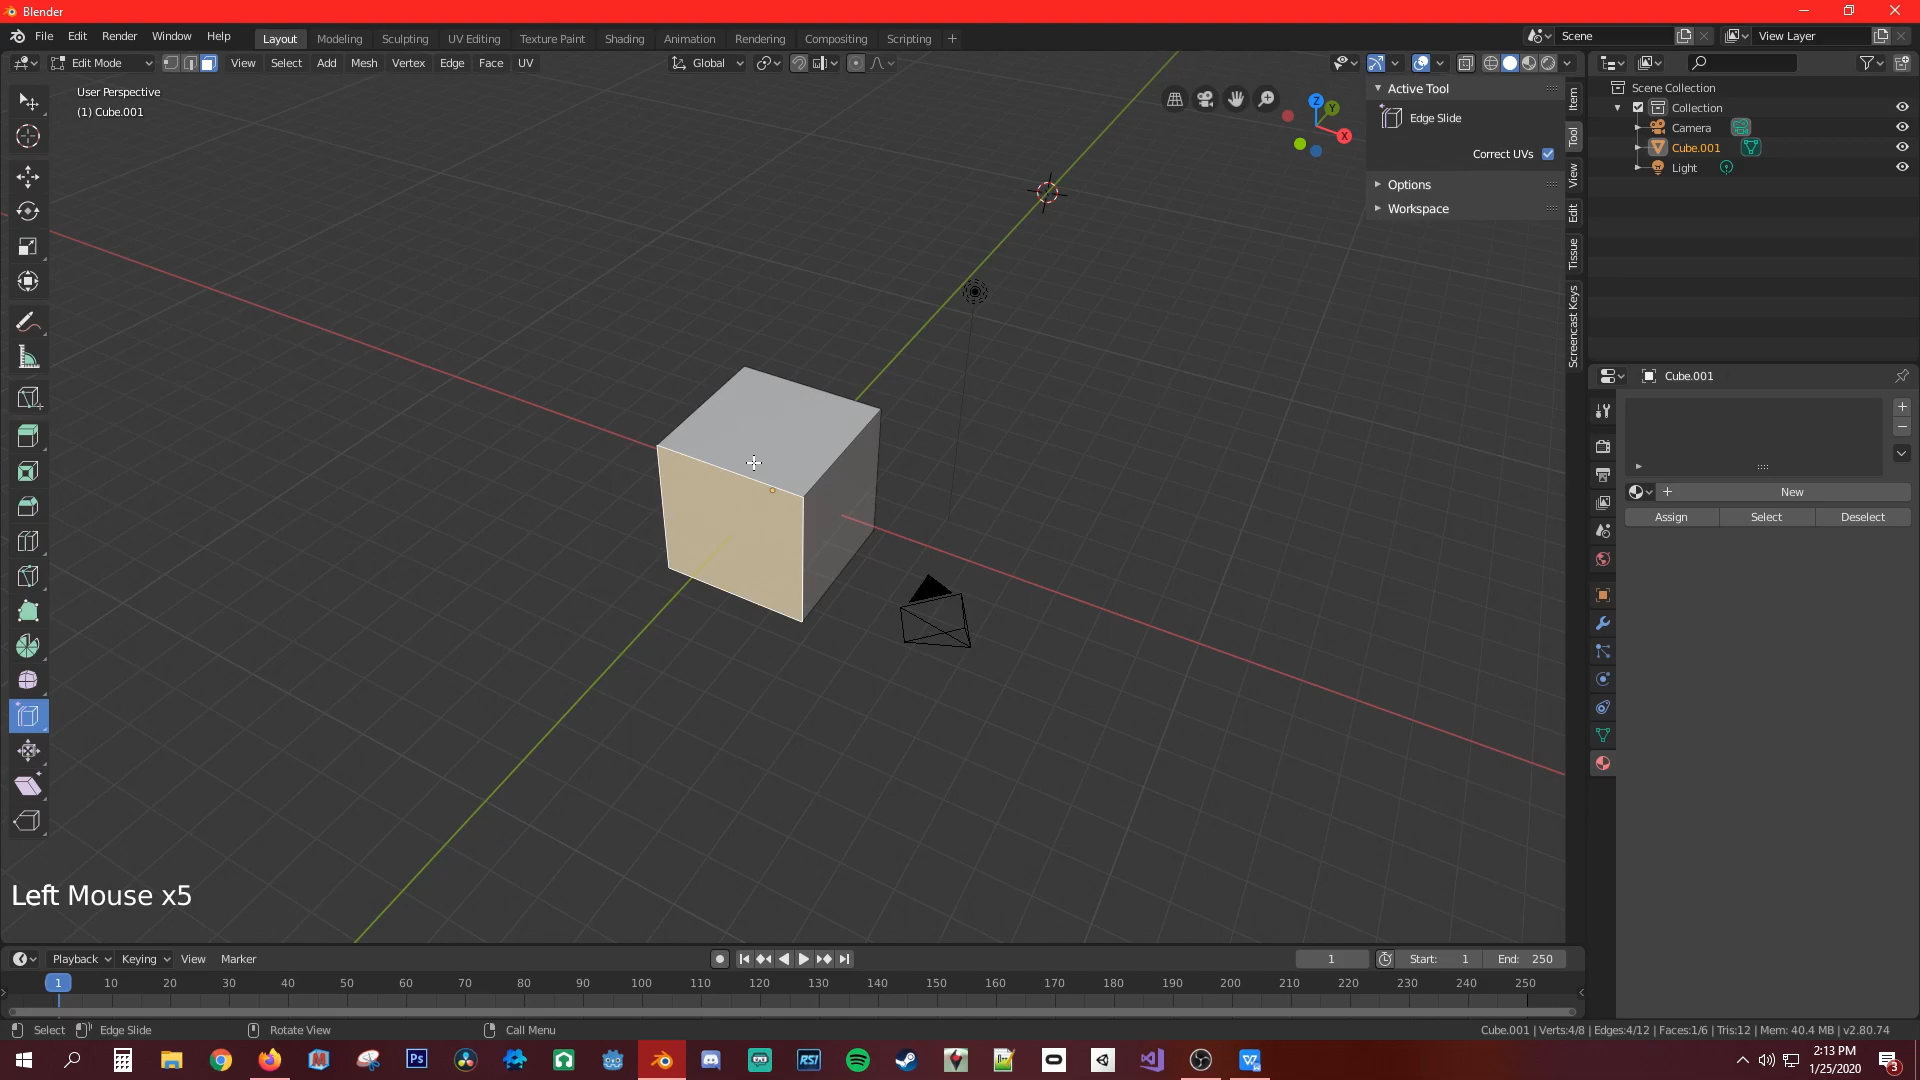 Blender
File Edit Render Window Help Layout Modeling Sculpting UV Editing Texture Paint Shading Animation Rendering Compositing Scripting + Scene View Layer
Edit Mode View Select Add Mesh Vertex Edge Face UV Global
User Perspective
(1) Cube.001
Active Tool
Edge Slide
Correct UVs
Options
Workspace
Item
Tool
View
Edit
Tissue
Screencast Keys
Z
Y
X
Scene Collection
Collection
Camera
Cube.001
Light
Cube.001
New
Assign Select Deselect
Left Mouse x5
Playback Keying View Marker 1 Start: 1 End: 250
1 10 20 30 40 50 60 70 80 90 100 110 120 130 140 150 160 170 180 190 200 210 220 230 240 250
Select Edge Slide Rotate View Call Menu Cube.001 | Verts:4/8 | Edges:4/12 | Faces:1/6 | Tris:12 | Mem: 40.4 MB | v2.80.74
Ps RSI
2:13 PM
1/25/2020
3